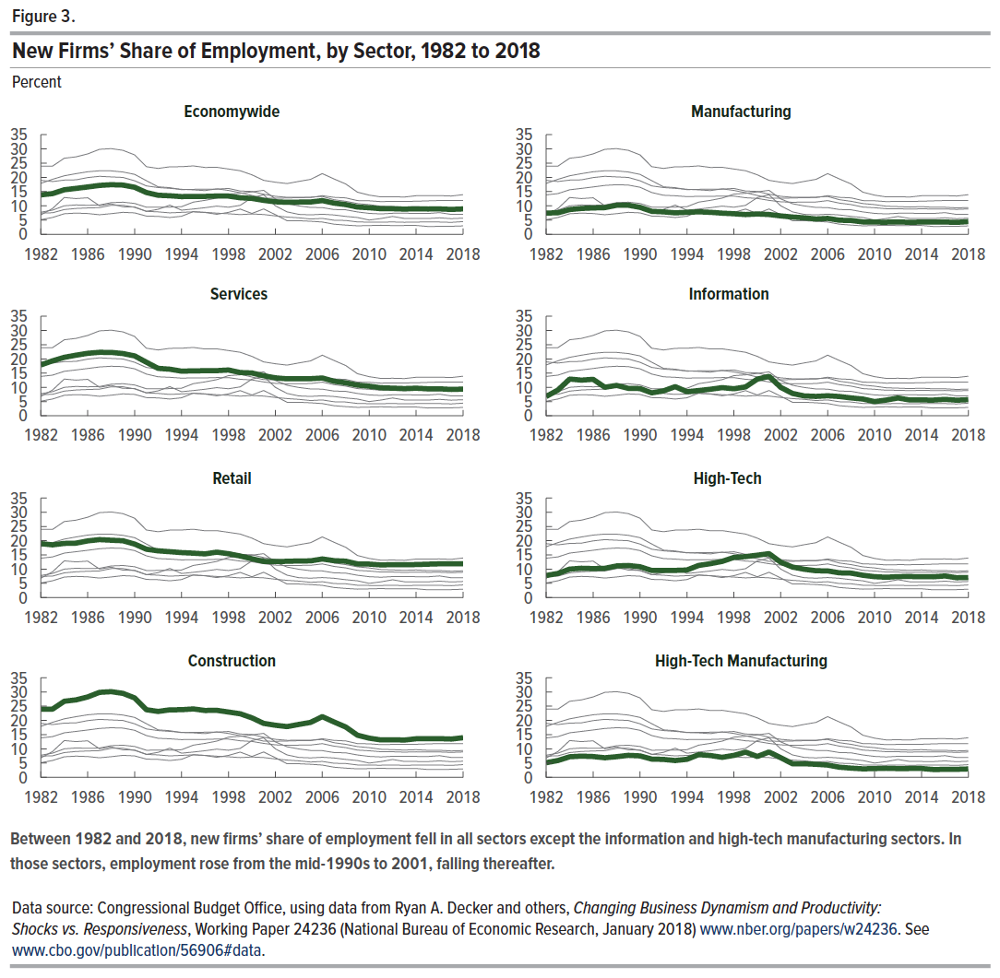 Figure 3.
New Firms’ Share of Employment, by Sector, 1982 to 2018
Percent
Economywide
35
30
25
20
15
10
5
0
1982 1986 1990 1994 1998 2002 2006 2010 2014 2018
Manufacturing
35
30
25
20
15
10
5
0
1982 1986 1990 1994 1998 2002 2006 2010 2014 2018
Services
35
30
25
20
15
10
5
0
1982 1986 1990 1994 1998 2002 2006 2010 2014 2018
Information
35
30
25
20
15
10
5
0
1982 1986 1990 1994 1998 2002 2006 2010 2014 2018
Retail
35
30
25
20
15
10
5
0
1982 1986 1990 1994 1998 2002 2006 2010 2014 2018
High-Tech
35
30
25
20
15
10
5
0
1982 1986 1990 1994 1998 2002 2006 2010 2014 2018
Construction
35
30
25
20
15
10
5
0
1982 1986 1990 1994 1998 2002 2006 2010 2014 2018
High-Tech Manufacturing
35
30
25
20
15
10
5
0
1982 1986 1990 1994 1998 2002 2006 2010 2014 2018
Between 1982 and 2018, new firms’ share of employment fell in all sectors except the information and high-tech manufacturing sectors. In
those sectors, employment rose from the mid-1990s to 2001, falling thereafter.
Data source: Congressional Budget Office, using data from Ryan A. Decker and others, Changing Business Dynamism and Productivity:
Shocks vs. Responsiveness, Working Paper 24236 (National Bureau of Economic Research, January 2018) www.nber.org/papers/w24236. See
www.cbo.gov/publication/56906#data.